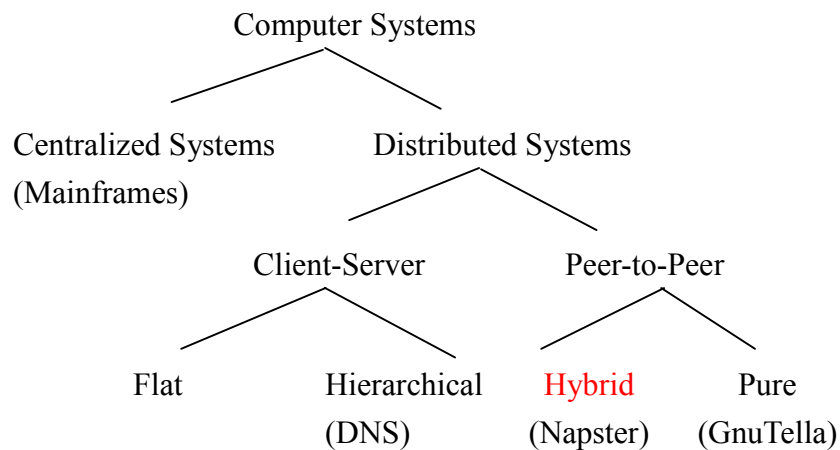 Computer Systems
Centralized Systems
(Mainframes)
Distributed Systems
Client-Server
Peer-to-Peer
Flat
Hierarchical
(DNS)
Hybrid
(Napster)
Pure
(GnuTella)